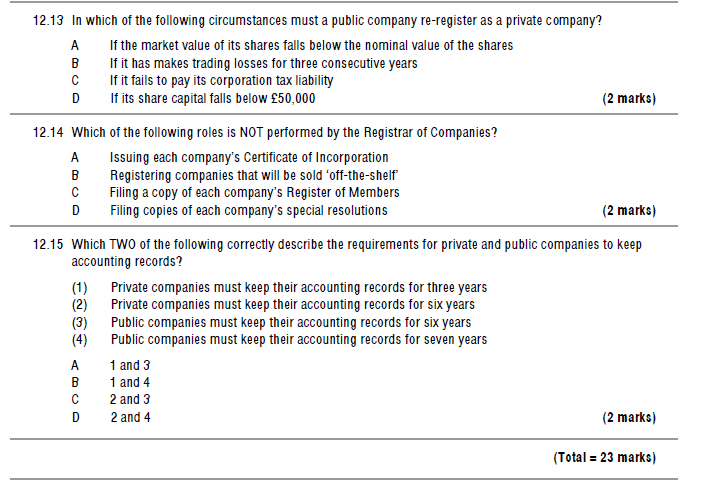 12.13 In which of the following circumstances must a public company re-register as a private company?
A If the market value of its shares falls below the nominal value of the shares
B If it has makes trading losses for three consecutive years
C If it fails to pay its corporation tax liability
D If its share capital falls below £50,000 (2 marks)
12.14 Which of the following roles is NOT performed by the Registrar of Companies?
A Issuing each company's Certificate of Incorporation
B Registering companies that will be sold 'off-the-shelf'
C Filing a copy of each company's Register of Members
D Filing copies of each company's special resolutions (2 marks)
12.15 Which TWO of the following correctly describe the requirements for private and public companies to keep
accounting records?
(1) Private companies must keep their accounting records for three years
(2) Private companies must keep their accounting records for six years
(3) Public companies must keep their accounting records for six years
(4) Public companies must keep their accounting records for seven years
A 1 and 3
B 1 and 4
C 2 and 3
D 2 and 4 (2 marks)
(Total = 23 marks)